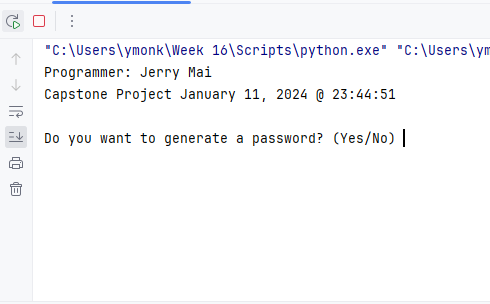 "C:\Users\ymonk\Week 16\Scripts\python.exe" "C:\Users\ym
Programmer: Jerry Mai
Capstone Project January 11, 2024 @ 23:44:51
Do you want to generate a password? (Yes/No)